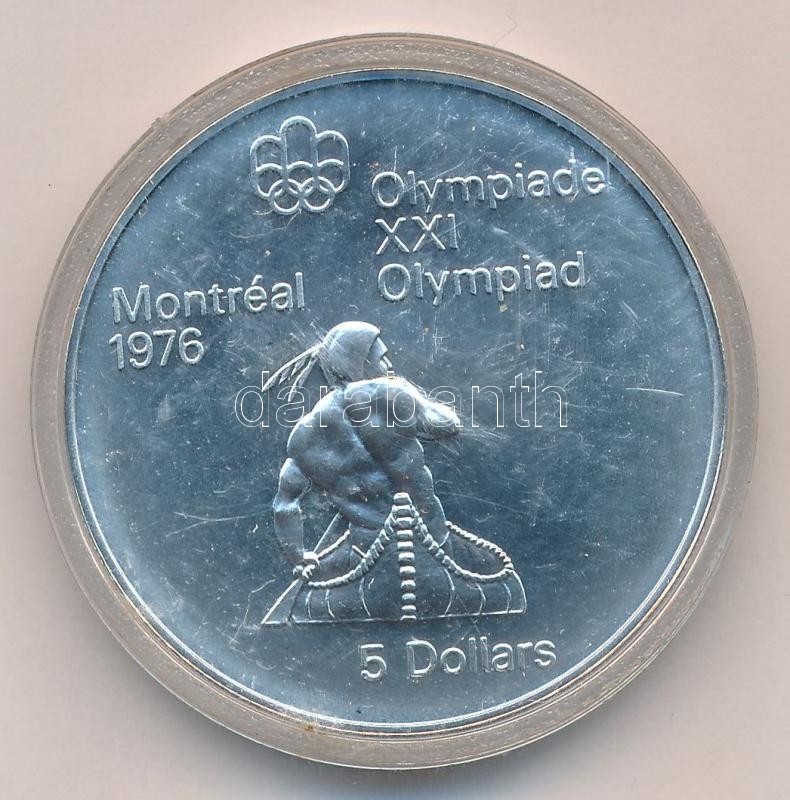 Olympiade
XXI
Olympiad
Montréal
1976
darabanth
5 Dollars